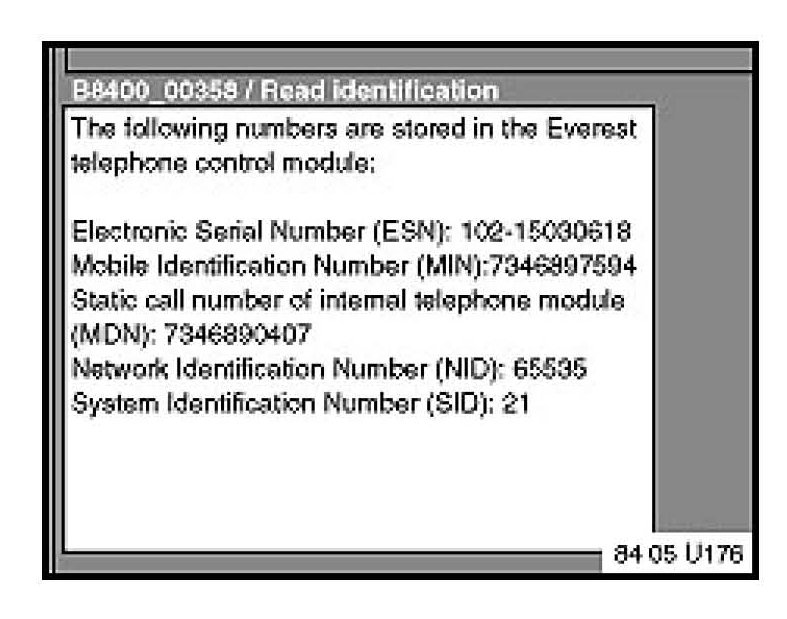 B8400_00358 / Read identification
The following numbers are stored in the Everest
telephone control module:
Electronic Serial Number (ESN): 102-15030618
Mobile Identification Number (MIN):7346897594
Static call number of internal telephone module
(MDN): 7346890407
Network Identification Number (NID): 65535
System Identification Number (SID): 21
84 05 U176